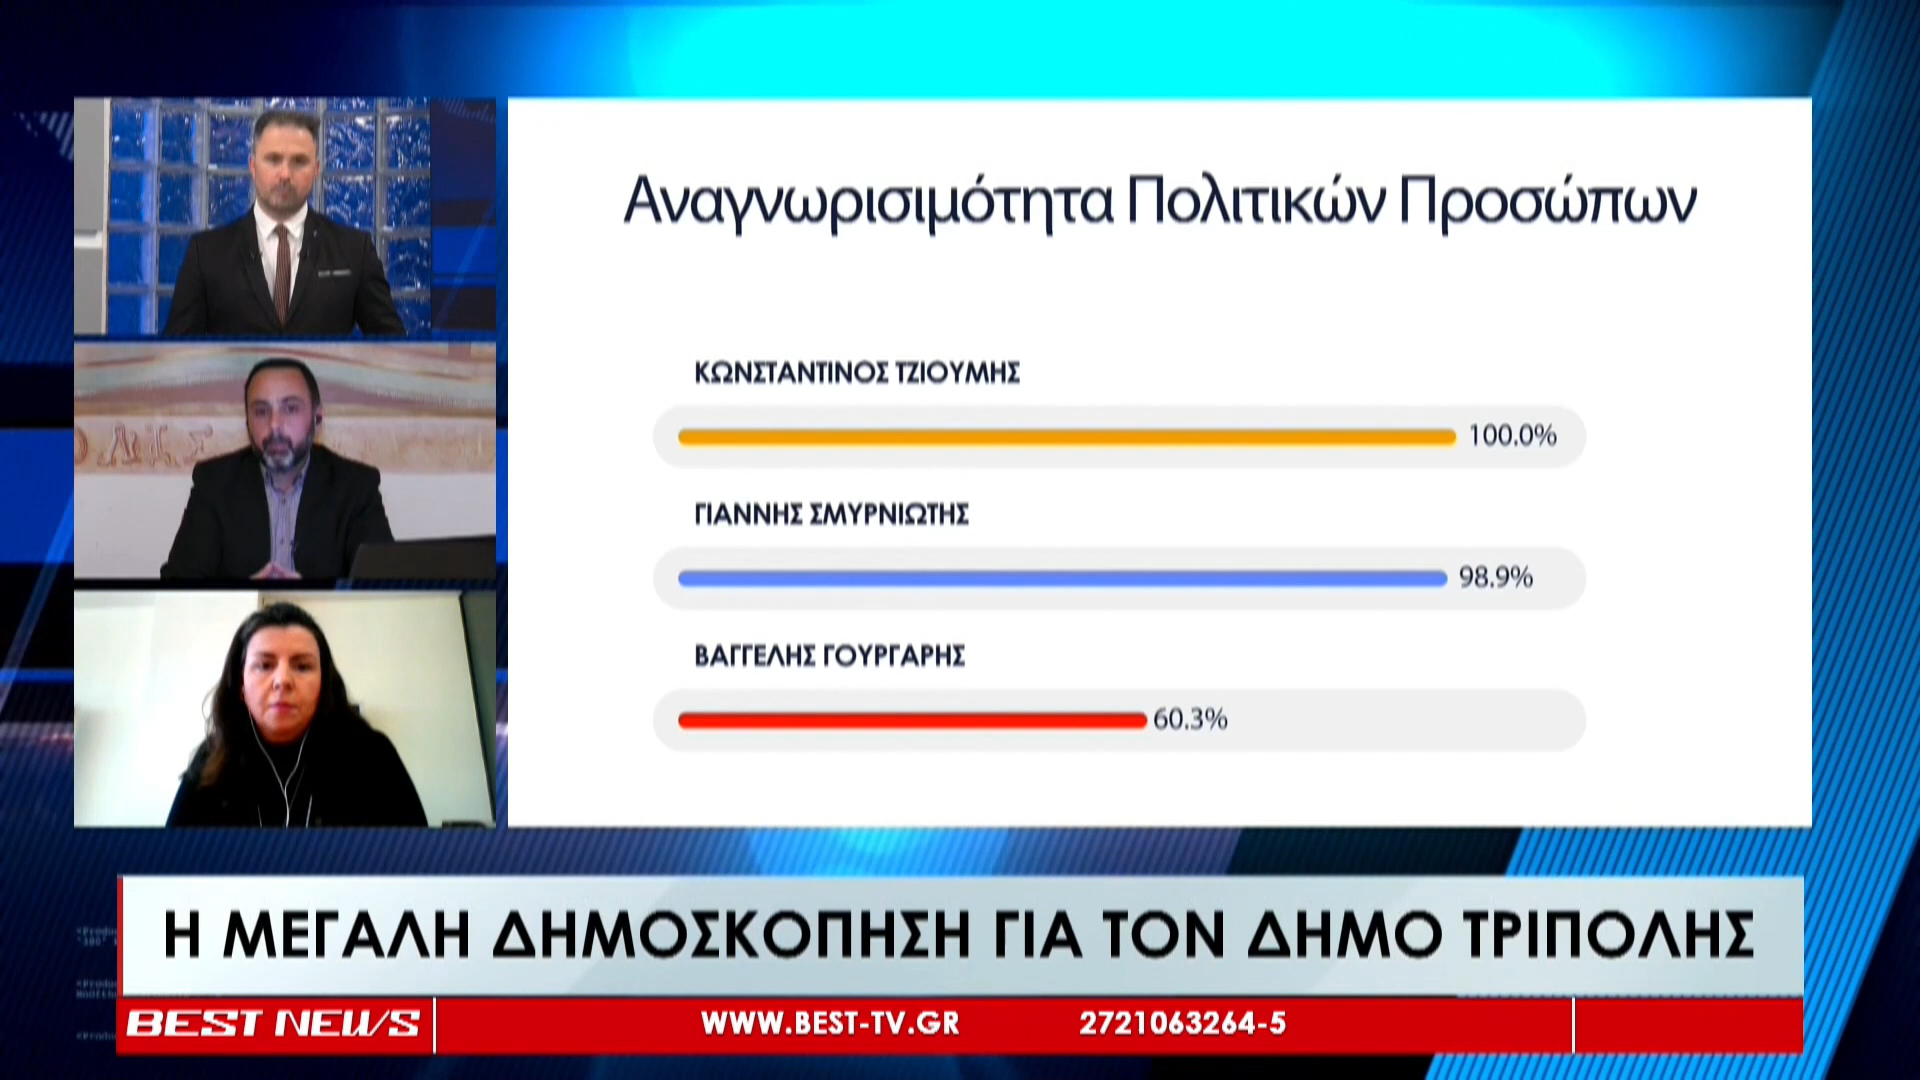 Αναγνωρισιμότητα Πολιτικών Προσώπων
ΚΩΝΣΤΑΝΤΙΝΟΣ ΤΖΙΟΥΜΗΣ
100.0%
ΓΙΑΝΝΗΣ ΣΜΥΡΝΙΩΤΗΣ
98.9%
ΒΑΓΓΕΛΗΣ ΓΟΥΡΓΑΡΗΣ
60.3%
Η ΜΕΓΑΛΗ ΔΗΜΟΣΚΟΠΗΣΗ ΓΙΑ ΤΟΝ ΔΗΜΟ ΤΡΙΠΟΛΗΣ
BEST NEWS WWW.BEST-TV.GR 2721063264-5